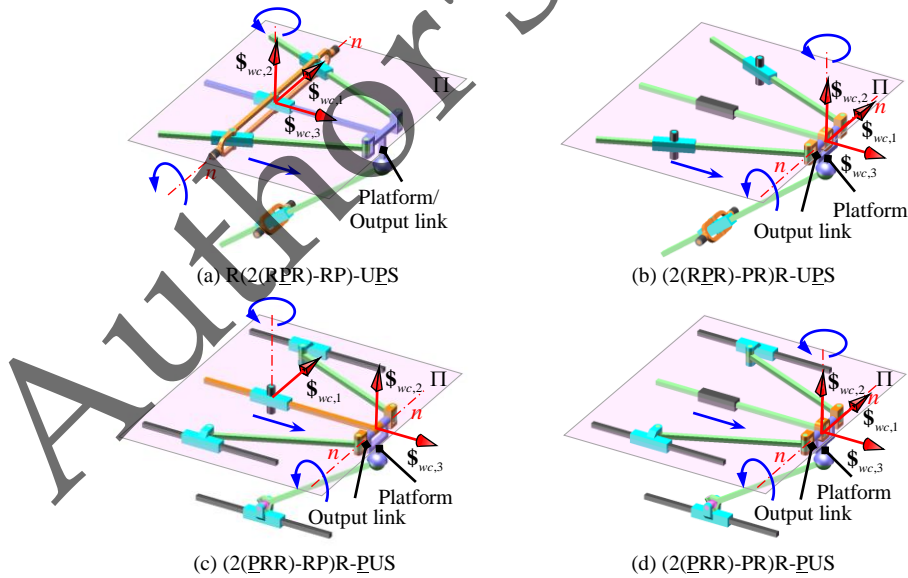 Author's
n
$wc,2
Π
$wc,1
$wc,3
n
Platform/
Output link
(a) R(2(RPR)-RP)-UPS
$wc,2
Π
n
$wc,1
$wc,3
n
Platform
Output link
(b) (2(RPR)-PR)R-UPS
Π
$wc,2
$wc,1
n
$wc,3
n
Platform
Output link
(c) (2(PRR)-RP)R-PUS
Π
$wc,2
n
$wc,1
$wc,3
n
Platform
Output link
(d) (2(PRR)-PR)R-PUS